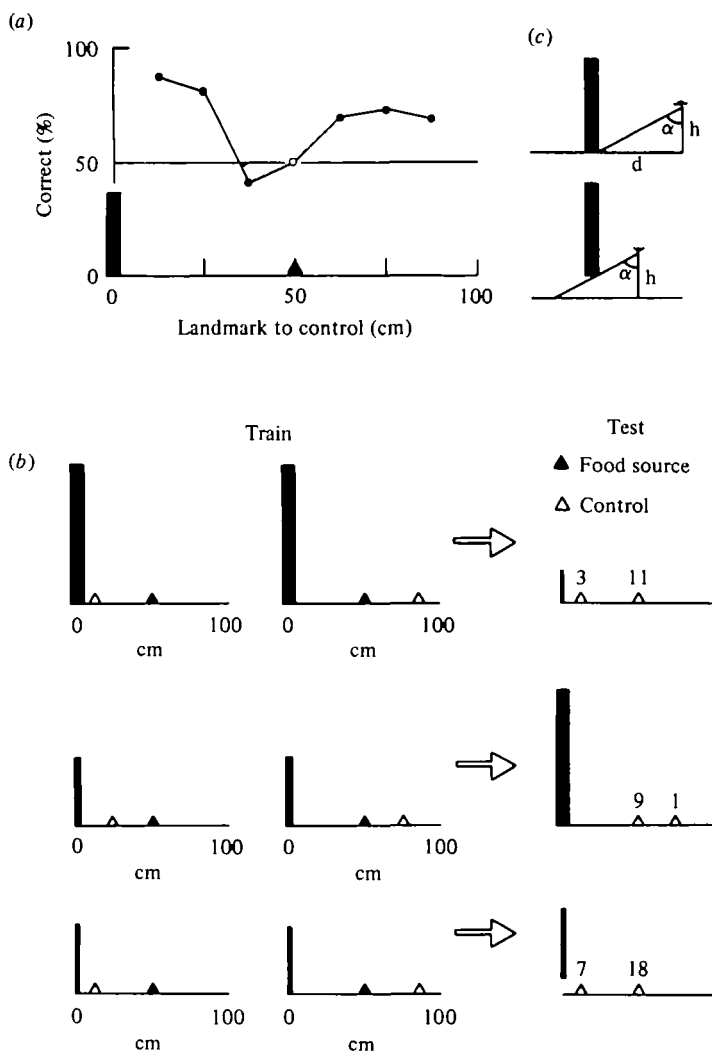 (a)
100
50
0
Correct (%)
0 50 100
Landmark to control (cm)
(c)
α h
d
α h
(b)
Train
Test
Food source
Control
3 11
0 100 0 100
cm cm
9 1
0 100 0 100
cm cm
7 18
0 100 0 100
cm cm